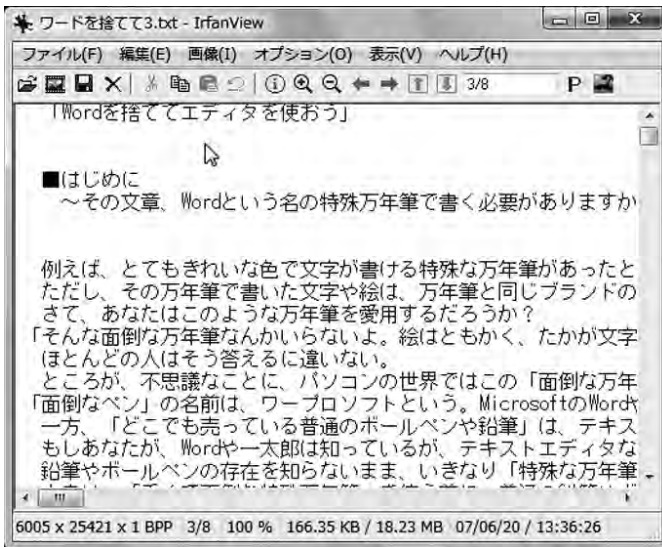 ワードを捨てて3.txt - IrfanView
ファイル(F) 編集(E) 画像(I) オプション(O) 表示(V) ヘルプ(H)
3/8 P
「Wordを捨ててエディタを使おう」
■はじめに
～その文章、Wordという名の特殊万年筆で書く必要がありますか
例えば、とてもきれいな色で文字が書ける特殊な万年筆があったと
ただし、その万年筆で書いた文字や絵は、万年筆と同じブランドの
さて、あなたはこのような万年筆を愛用するだろうか？
「そんな面倒な万年筆なんかいらないよ。絵はともかく、たかが文字
ほとんどの人はそう答えるに違いない。
ところが、不思議なことに、パソコンの世界ではこの「面倒な万年
「面倒なペン」の名前は、ワープロソフトという。MicrosoftのWordや
一方、「どこでも売っている普通のボールペンや鉛筆」は、テキス
もしあなたが、Wordや一太郎は知っているが、テキストエディタな
鉛筆やボールペンの存在を知らないまま、いきなり「特殊な万年筆
6005 x 25421 x 1 BPP 3/8 100 % 166.35 KB / 18.23 MB 07/06/20 / 13:36:26